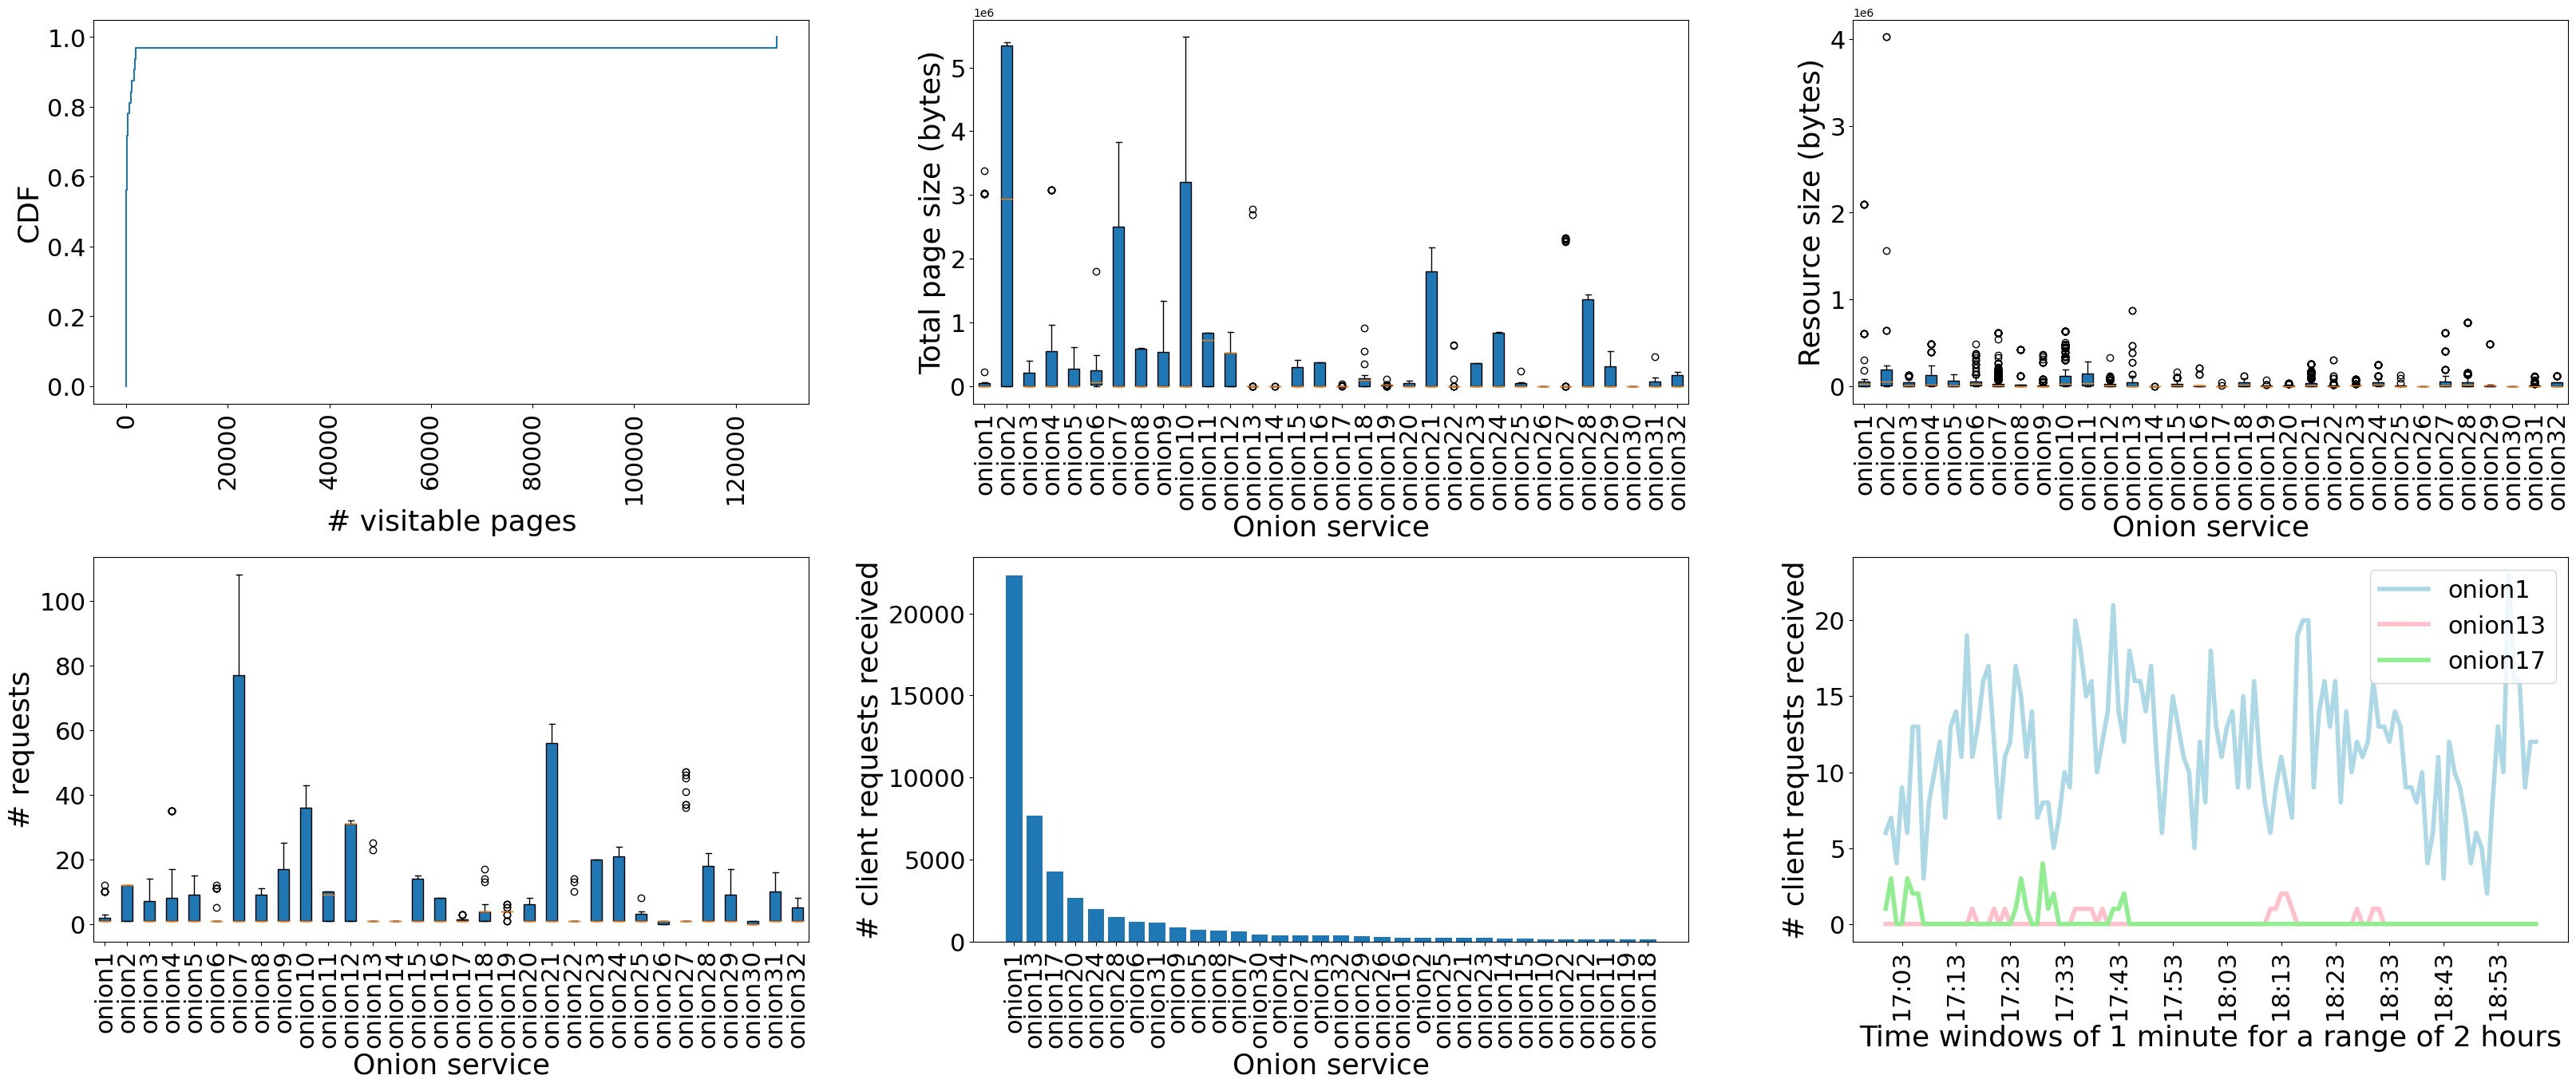 CDF
1.0
0.8
0.6
0.4
0.2
0.0
0
20000
40000
60000
80000
100000
120000
# visitable pages
1e6
Total page size (bytes)
5
4
3
2
1
0
onion1
onion2
onion3
onion4
onion5
onion6
onion7
onion8
onion9
onion10
onion11
onion12
onion13
onion14
onion15
onion16
onion17
onion18
onion19
onion20
onion21
onion22
onion23
onion24
onion25
onion26
onion27
onion28
onion29
onion30
onion31
onion32
Onion service
1e6
Resource size (bytes)
4
3
2
1
0
onion1
onion2
onion3
onion4
onion5
onion6
onion7
onion8
onion9
onion10
onion11
onion12
onion13
onion14
onion15
onion16
onion17
onion18
onion19
onion20
onion21
onion22
onion23
onion24
onion25
onion26
onion27
onion28
onion29
onion30
onion31
onion32
Onion service
# requests
100
80
60
40
20
0
onion1
onion2
onion3
onion4
onion5
onion6
onion7
onion8
onion9
onion10
onion11
onion12
onion13
onion14
onion15
onion16
onion17
onion18
onion19
onion20
onion21
onion22
onion23
onion24
onion25
onion26
onion27
onion28
onion29
onion30
onion31
onion32
Onion service
# client requests received
20000
15000
10000
5000
0
onion1
onion13
onion17
onion20
onion24
onion28
onion6
onion31
onion9
onion5
onion8
onion7
onion30
onion4
onion27
onion3
onion32
onion29
onion26
onion16
onion2
onion25
onion21
onion23
onion14
onion15
onion10
onion22
onion12
onion11
onion19
onion18
Onion service
# client requests received
20
15
10
5
0
onion1
onion13
onion17
17:03
17:13
17:23
17:33
17:43
17:53
18:03
18:13
18:23
18:33
18:43
18:53
Time windows of 1 minute for a range of 2 hours